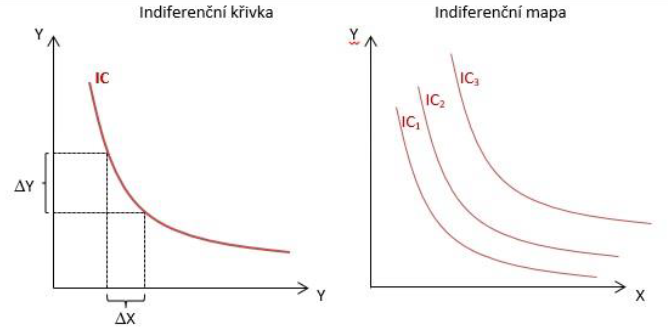 Indiferenční křivka
Y
IC
ΔY
ΔX
Y
Indiferenční mapa
Y
IC₁
IC₂
IC₃
X